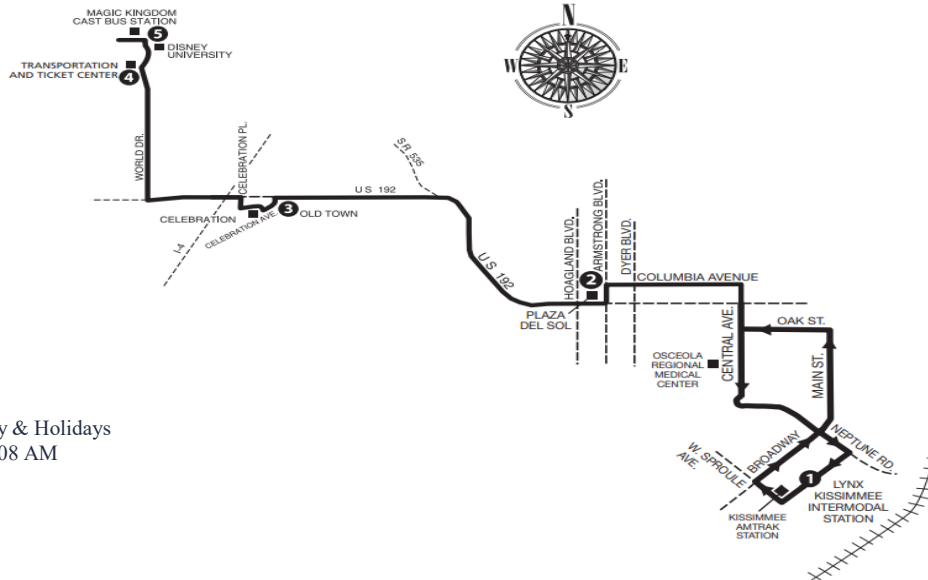 MAGIC KINGDOM
CAST BUS STATION
5
DISNEY
UNIVERSITY
TRANSPORTATION
AND TICKET CENTER
4
N
W
E
S
WORLD DR.
CELEBRATION PL.
SR 535
US 192
CELEBRATION
CELEBRATION AVE.
3
OLD TOWN
I-4
US 192
HOAGLAND BLVD.
ARMSTRONG BLVD.
DYER BLVD.
2
COLUMBIA AVENUE
PLAZA
DEL SOL
CENTRAL AVE.
OAK ST.
MAIN ST.
OSCEOLA
REGIONAL
MEDICAL
CENTER
y & Holidays
08 AM
W. SPROULE
AVE.
BROADWAY
NEPTUNE RD.
1
LYNX
KISSIMMEE
INTERMODAL
STATION
KISSIMMEE
AMTRAK
STATION